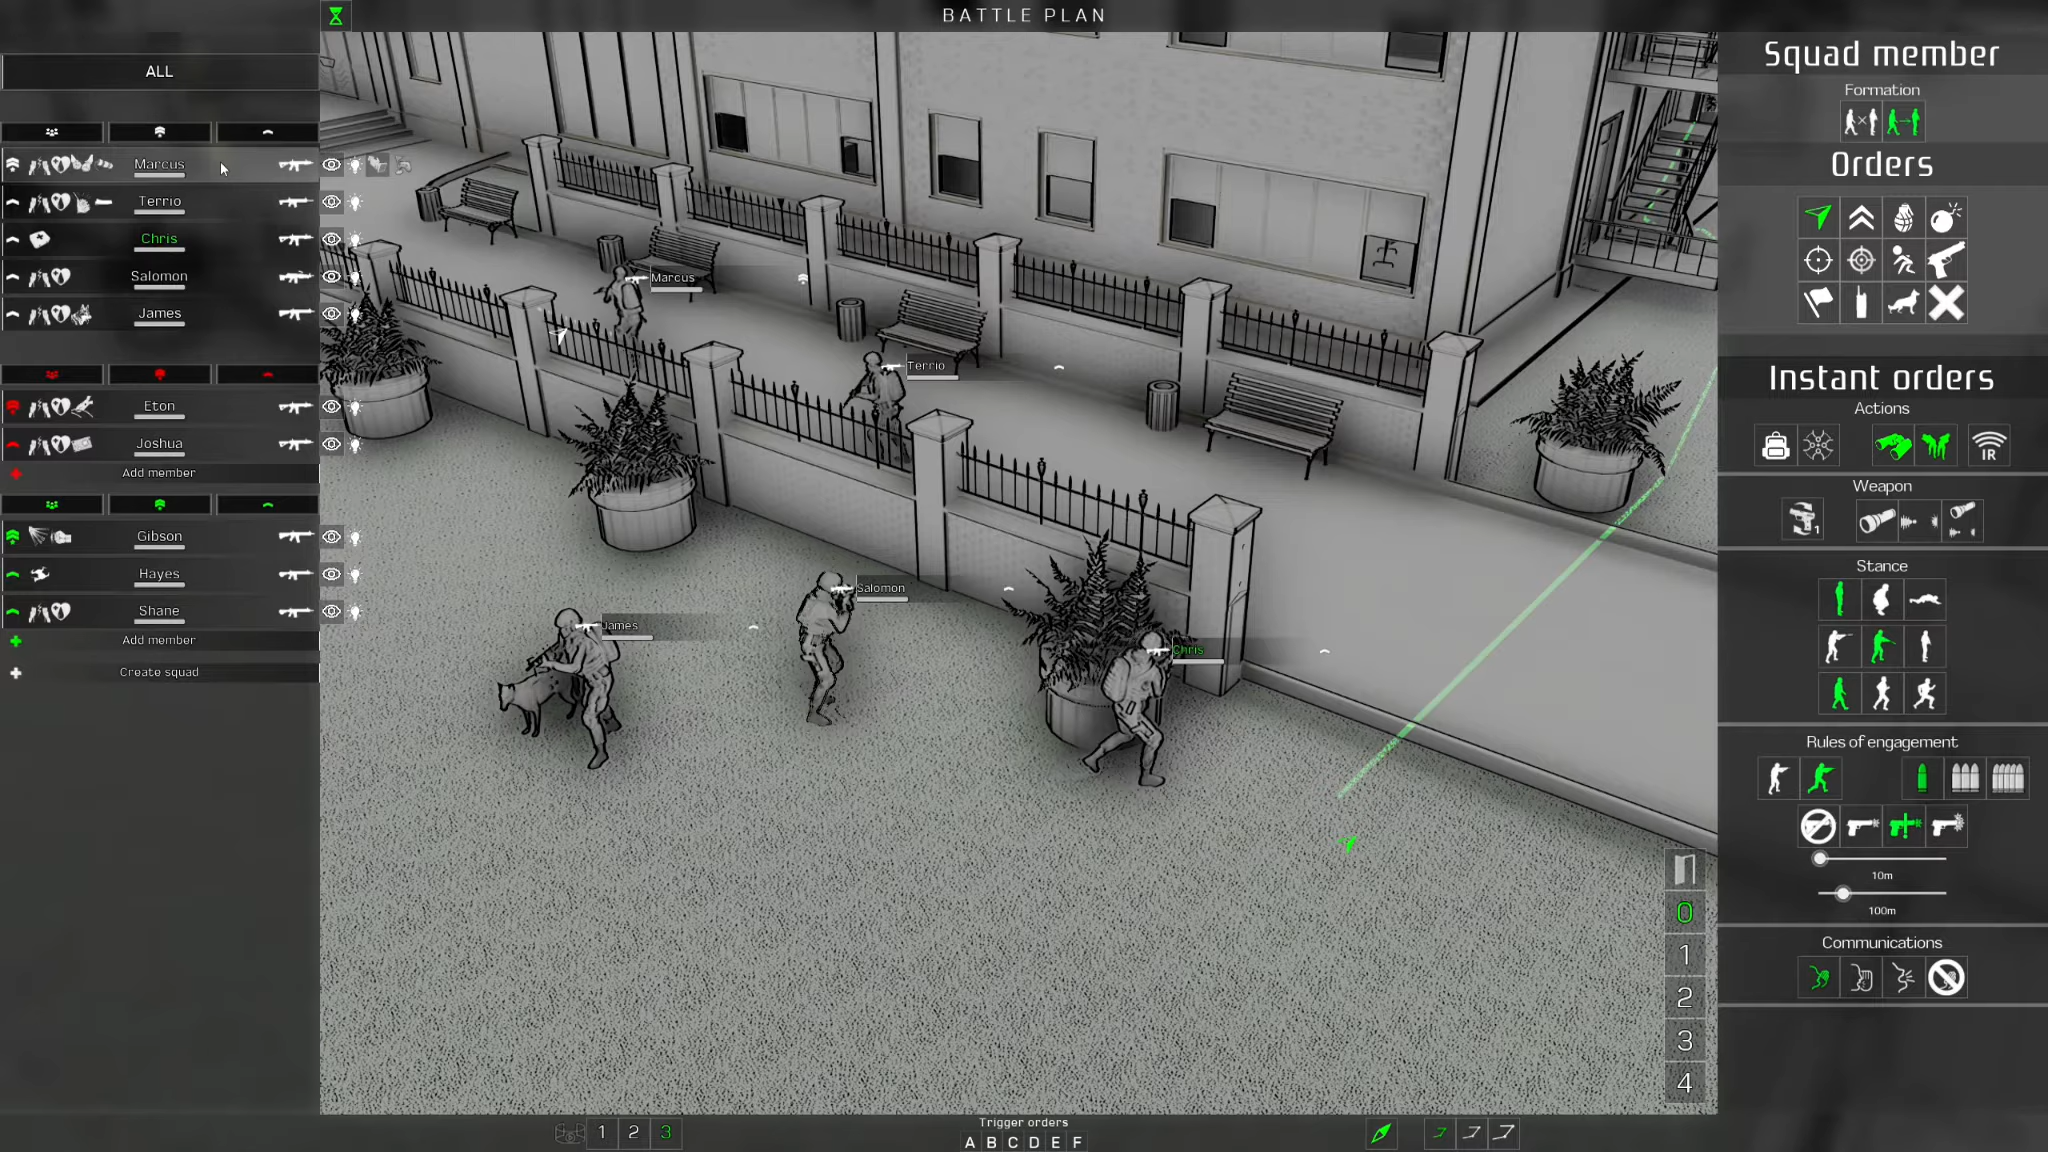 BATTLE PLAN
ALL
Marcus
Terrio
Chris
Salomon
James
Eton
Joshua
Add member
Gibson
Hayes
Shane
Add member
Create squad
Marcus
Terrio
Salomon
James
Chris
0
1
2
3
4
1 2 3
Trigger orders
A B C D E F
Squad member
Formation
Orders
Instant orders
Actions
IR
Weapon
1
Stance
Rules of engagement
10m
100m
Communications